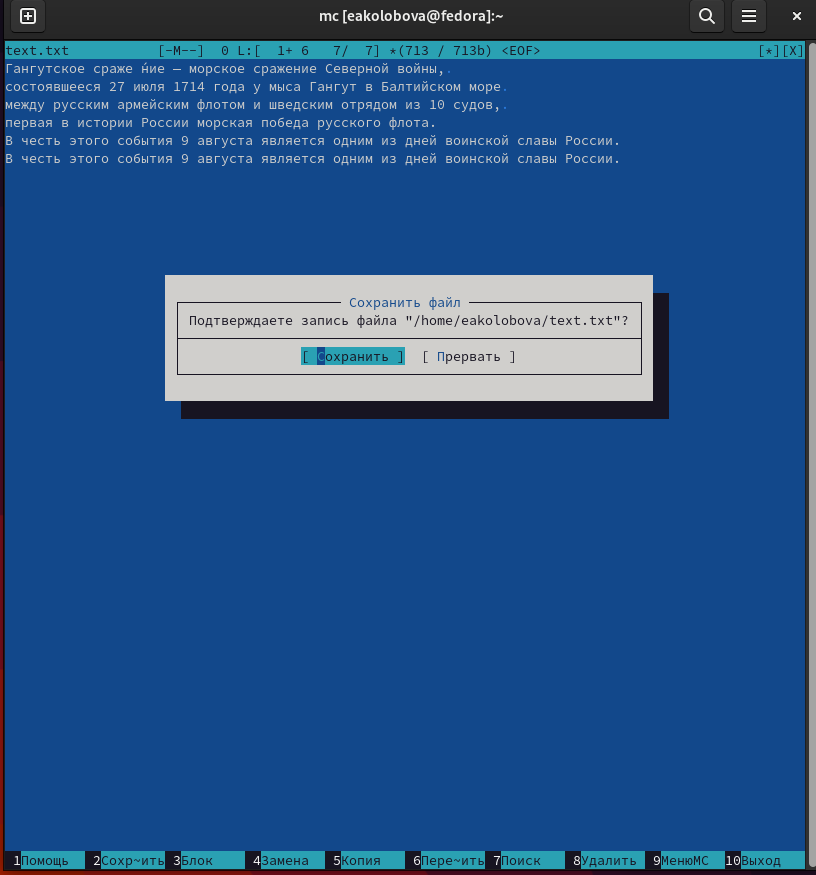 mc [eakolobova@fedora]:~
text.txt [-M--] 0 L:[ 1+ 6 7/ 7] *(713 / 713b) <EOF> [*][X]
Гангутское сраже ́ние — морское сражение Северной войны,.
состоявшееся 27 июля 1714 года у мыса Гангут в Балтийском море.
между русским армейским флотом и шведским отрядом из 10 судов,.
первая в истории России морская победа русского флота.
В честь этого события 9 августа является одним из дней воинской славы России.
В честь этого события 9 августа является одним из дней воинской славы России.
Сохранить файл
Подтверждаете запись файла "/home/eakolobova/text.txt"?
[ Сохранить ] [ Прервать ]
1Помощь 2Сохр~ить 3Блок 4Замена 5Копия 6Пере~ить 7Поиск 8Удалить 9МенюMC 10Выход